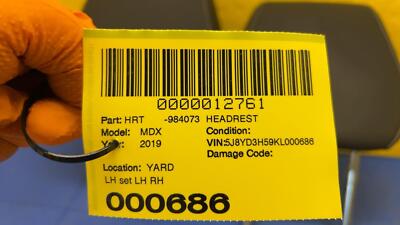 0000012761
Part: HRT -984073 HEADREST
Model: MDX Condition:
Year: 2019 VIN:5J8YD3H59KL000686
Damage Code:
Location: YARD
LH set LH RH
000686